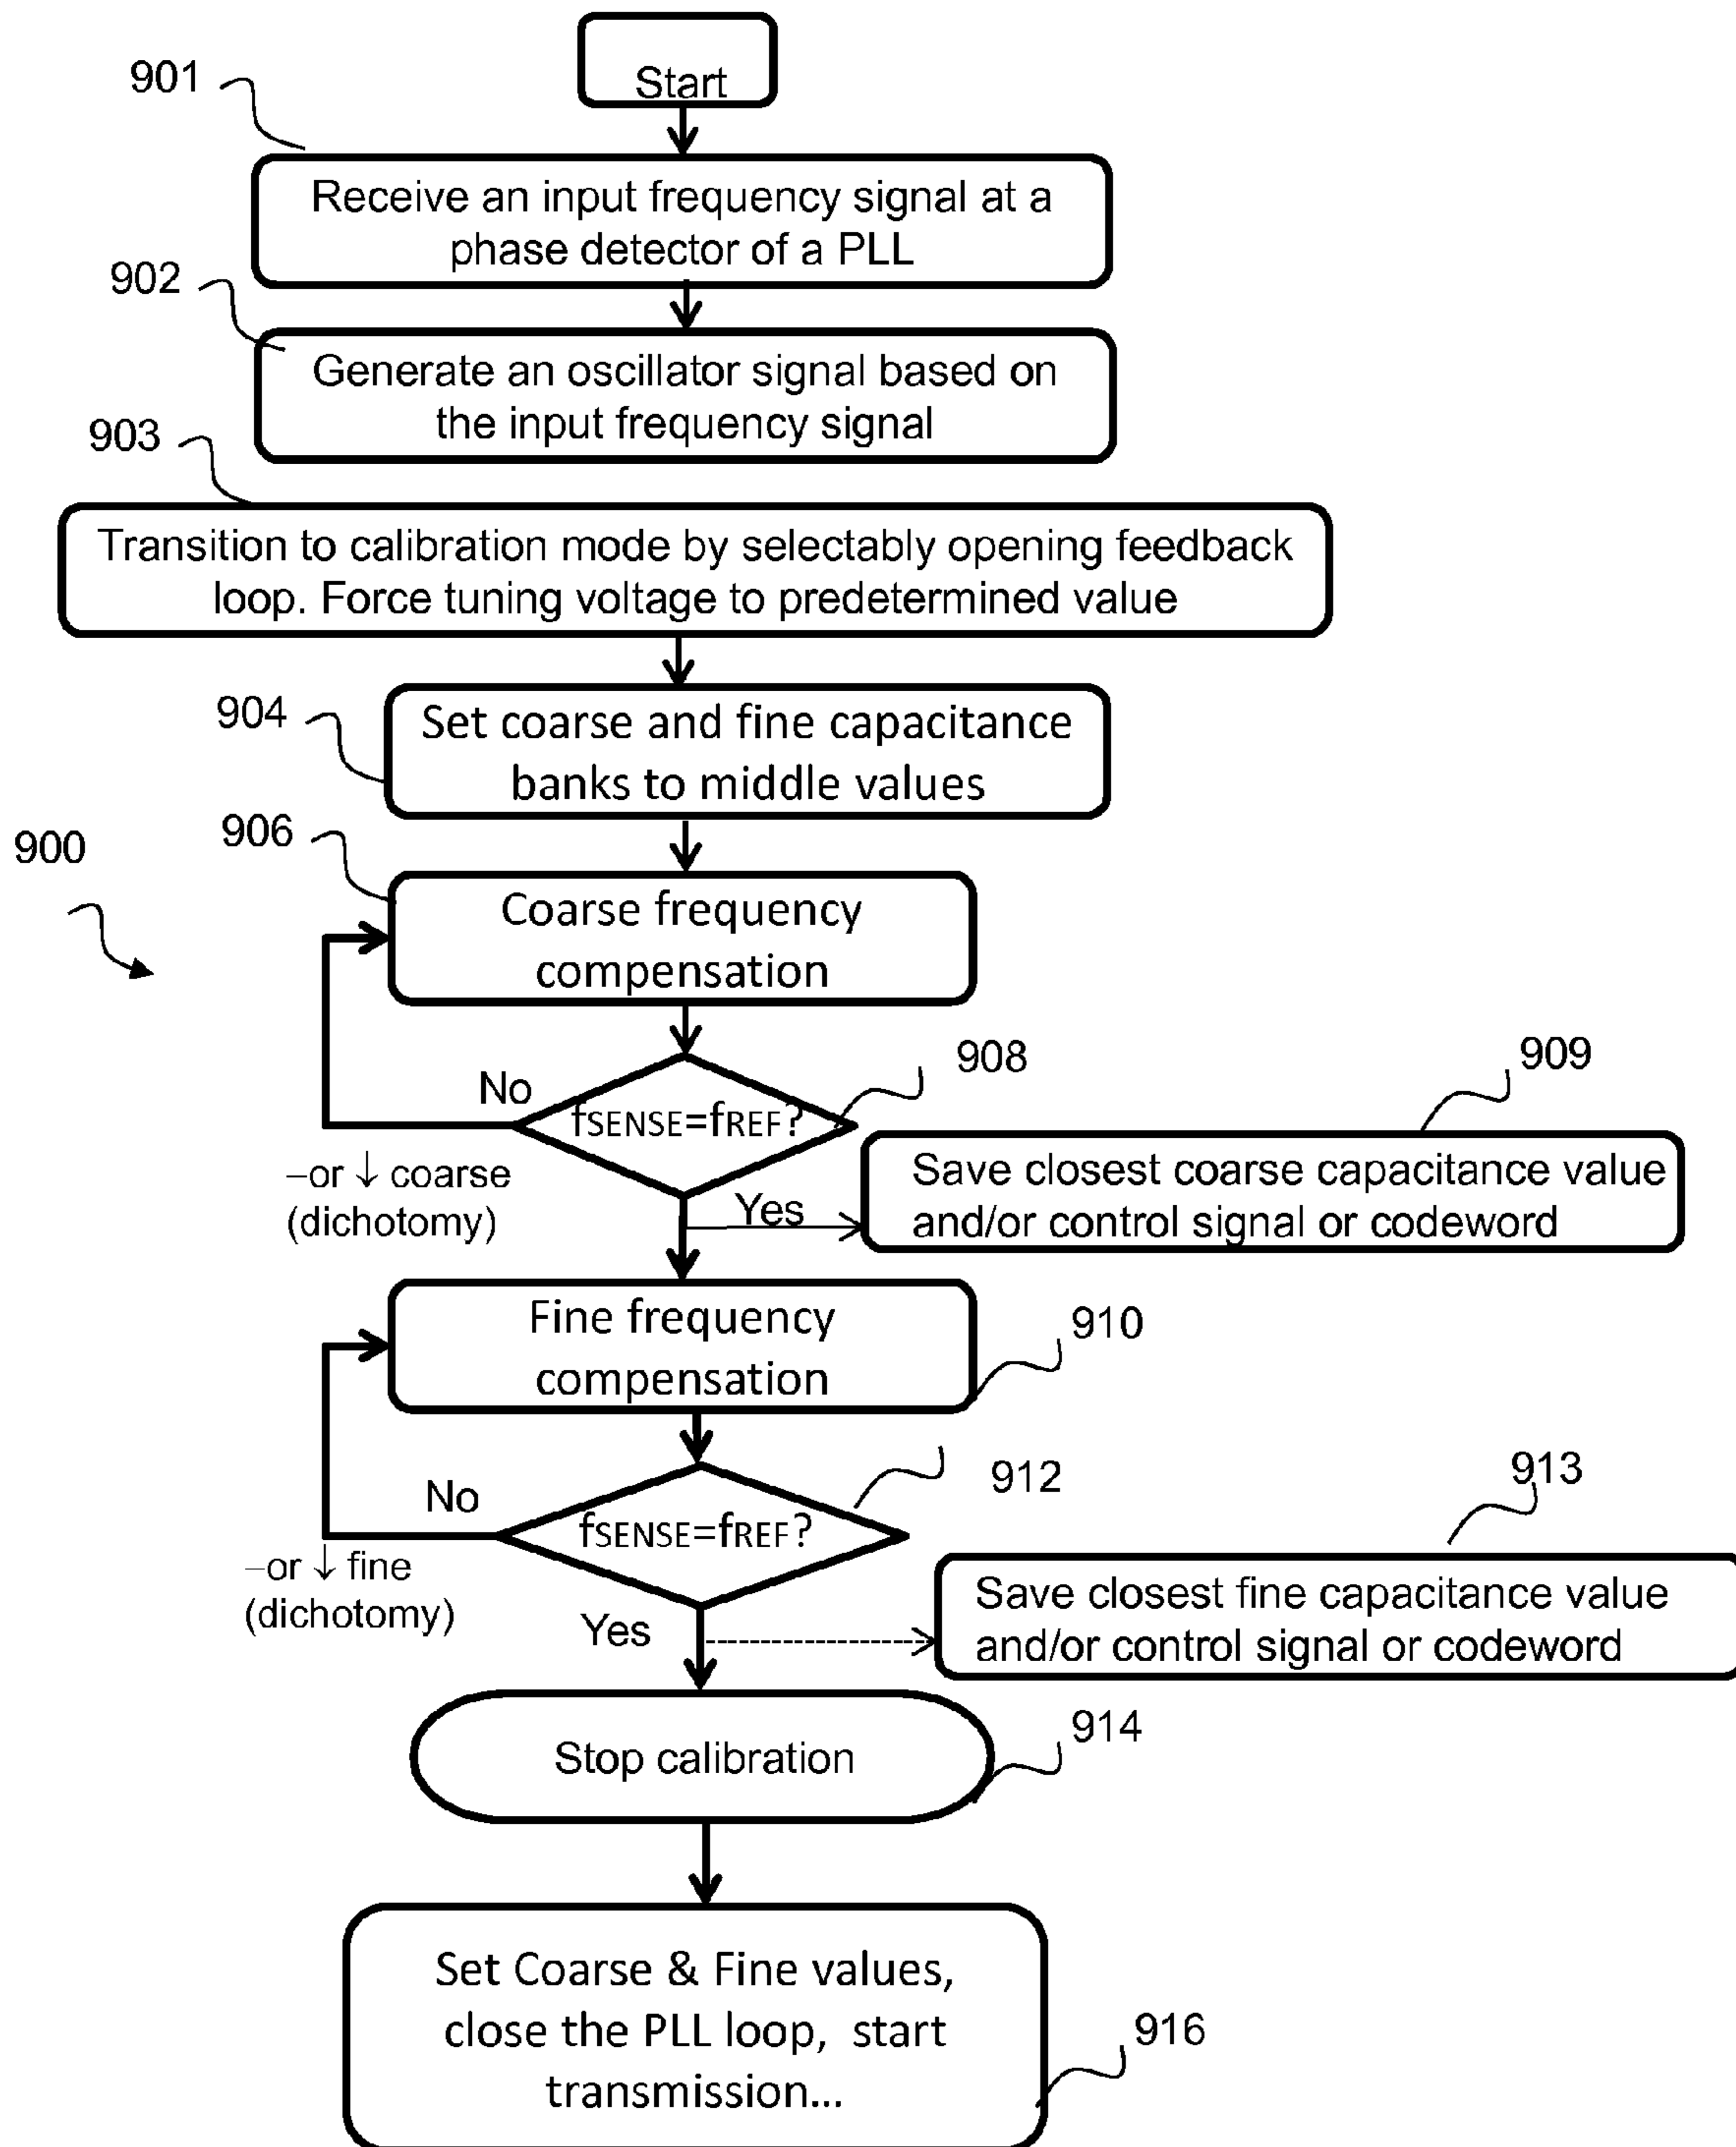 Start
901
Receive an input frequency signal at a
phase detector of a PLL
902
Generate an oscillator signal based on
the input frequency signal
903
Transition to calibration mode by selectably opening feedback
loop. Force tuning voltage to predetermined value
904
Set coarse and fine capacitance
banks to middle values
900
906
Coarse frequency
compensation
908
No
fSENSE=fREF?
–or ↓ coarse
(dichotomy)
Yes
909
Save closest coarse capacitance value
and/or control signal or codeword
Fine frequency
compensation
910
912
No
fSENSE=fREF?
–or ↓ fine
(dichotomy)
Yes
913
Save closest fine capacitance value
and/or control signal or codeword
Stop calibration
914
Set Coarse & Fine values,
close the PLL loop, start
transmission...
916